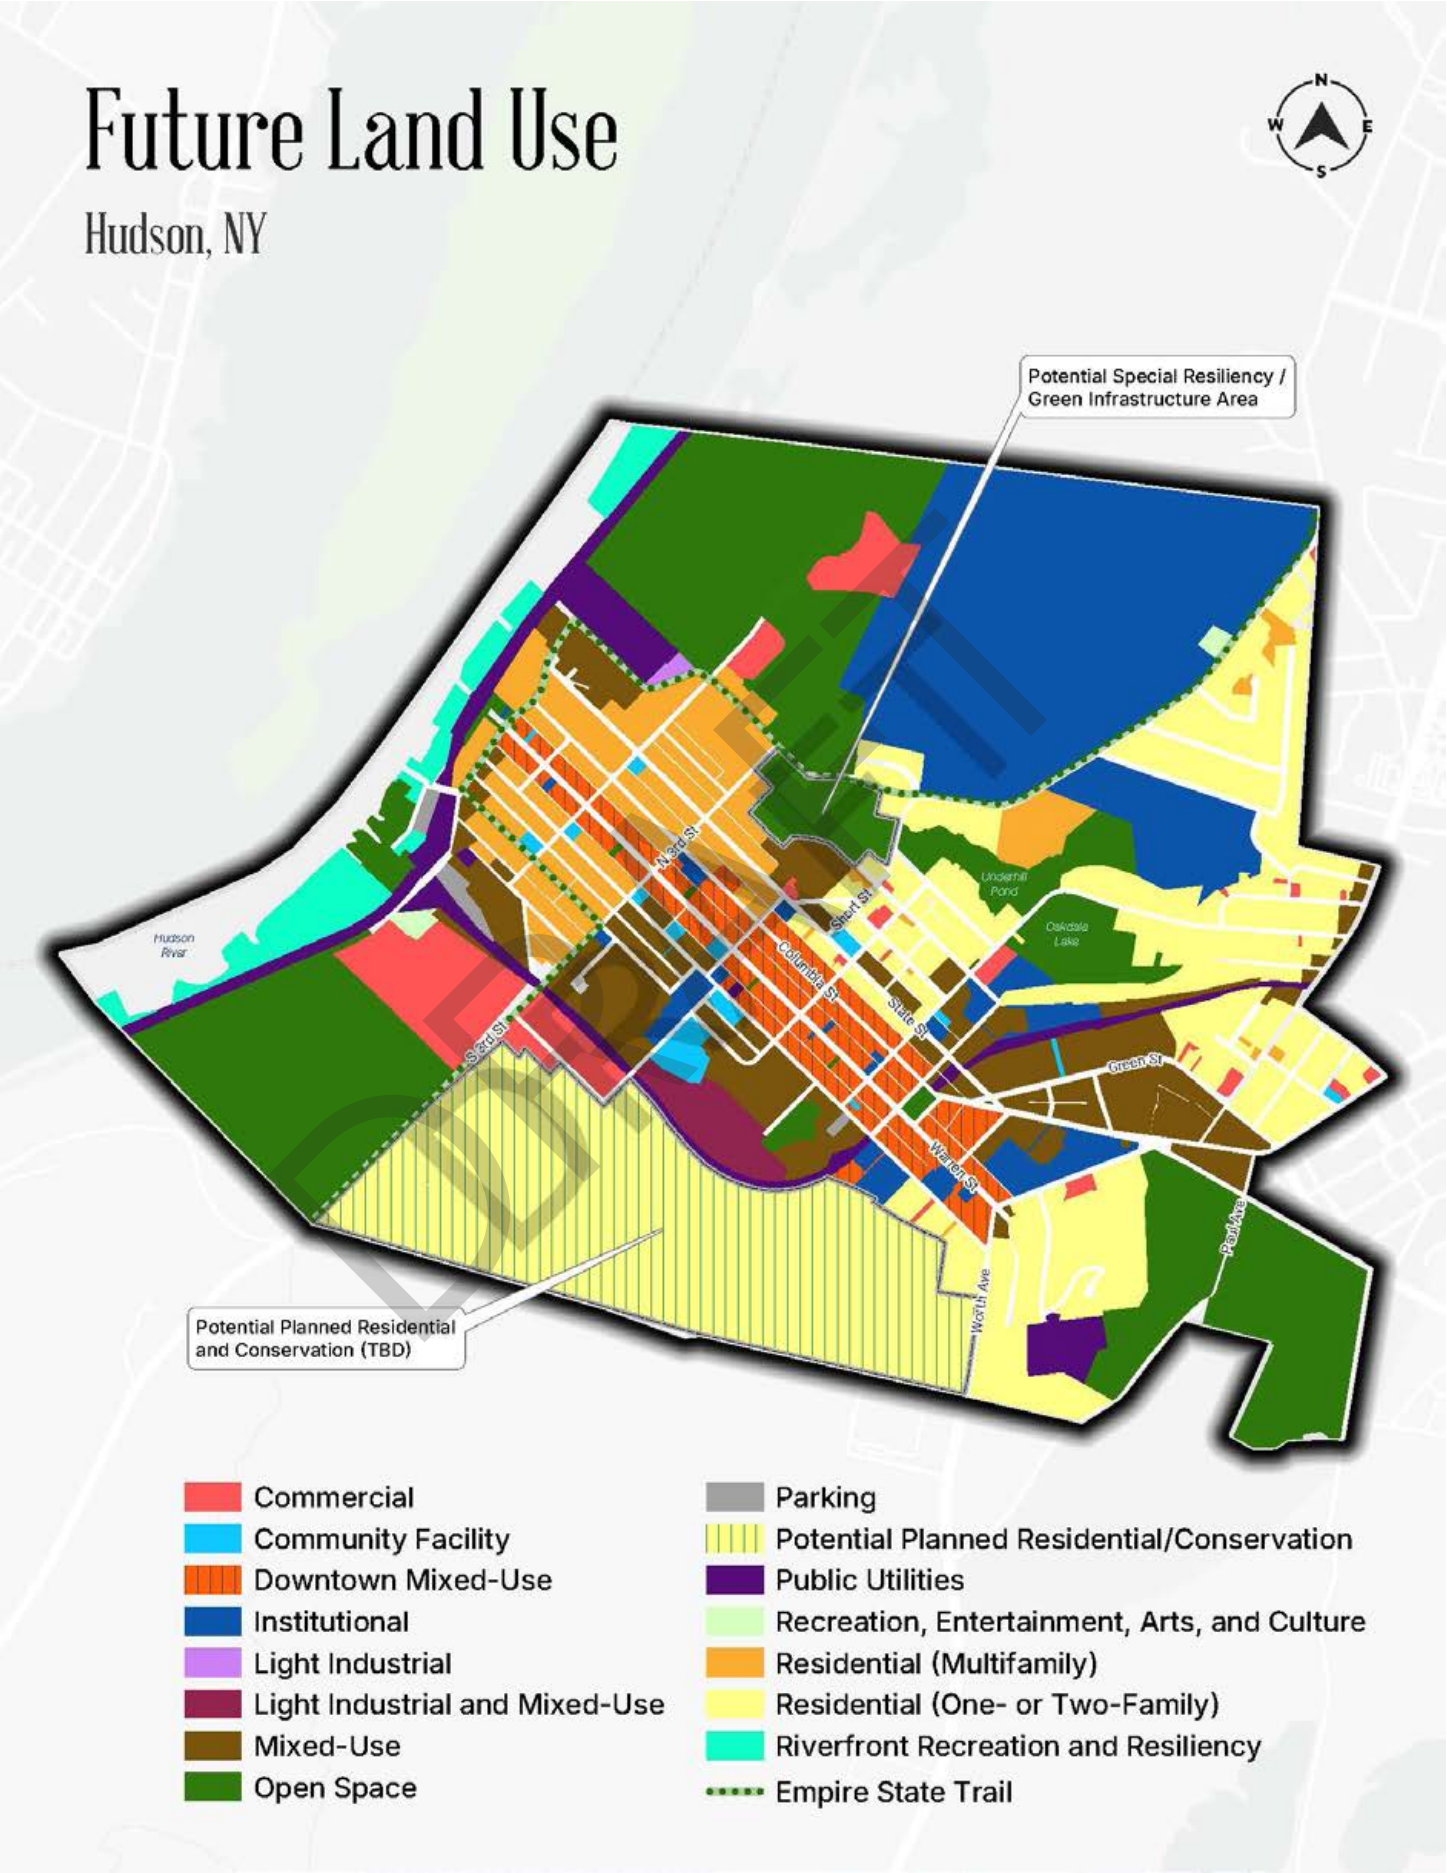 Future Land Use
Hudson, NY
N
W
E
S
Potential Special Resiliency /
Green Infrastructure Area
N 3rd St
Underhill
Pond
Short St
Oakdale
Lake
Hudson
River
Columbia St
State St
S 3rd St
Green St
Warren St
Paul Ave
Worth Ave
Potential Planned Residential
and Conservation (TBD)
DRAFT
Commercial
Community Facility
Downtown Mixed-Use
Institutional
Light Industrial
Light Industrial and Mixed-Use
Mixed-Use
Open Space
Parking
Potential Planned Residential/Conservation
Public Utilities
Recreation, Entertainment, Arts, and Culture
Residential (Multifamily)
Residential (One- or Two-Family)
Riverfront Recreation and Resiliency
Empire State Trail